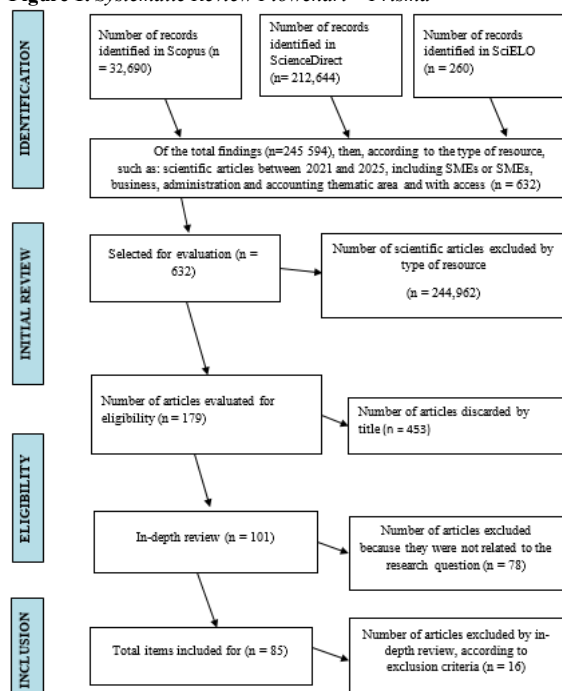 Figure 1. Systematic Review Flowchart – Prisma
IDENTIFICATION
Number of records
identified in Scopus (n
= 32,690)
Number of records
identified in
ScienceDirect
(n= 212,644)
Number of records
identified in SciELO
(n = 260)
Of the total findings (n=245 594), then, according to the type of resource,
such as: scientific articles between 2021 and 2025, including SMEs or SMEs,
business, administration and accounting thematic area and with access (n = 632)
INITIAL REVIEW
Selected for evaluation (n =
632)
Number of scientific articles excluded by
type of resource
(n = 244,962)
Number of articles evaluated for
eligibility (n = 179)
Number of articles discarded by
title (n = 453)
ELIGIBILITY
In-depth review (n = 101)
Number of articles excluded
because they were not related to the
research question (n = 78)
INCLUSION
Total items included for (n = 85)
Number of articles excluded by in-
depth review, according to
exclusion criteria (n = 16)